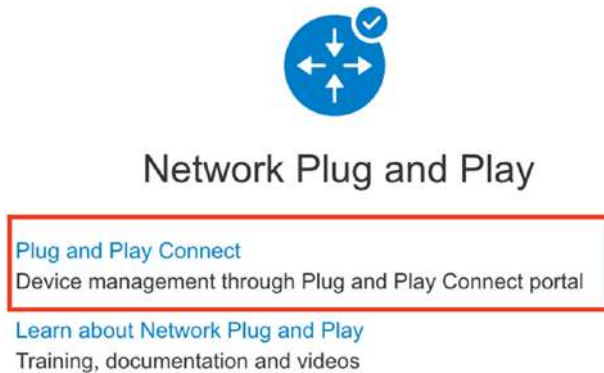 Network Plug and Play
Plug and Play Connect
Device management through Plug and Play Connect portal
Learn about Network Plug and Play
Training, documentation and videos